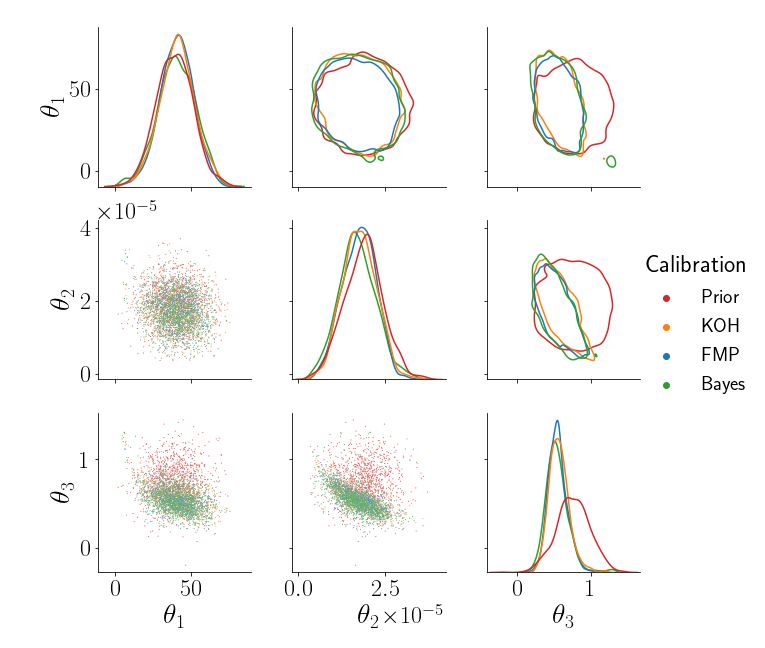 50
0
θ₁
×10⁻⁵
4
2
0
θ₂
Calibration
Prior
KOH
FMP
Bayes
1
0
θ₃
0 50
θ₁
0.0 2.5
θ₂ ×10⁻⁵
0 1
θ₃